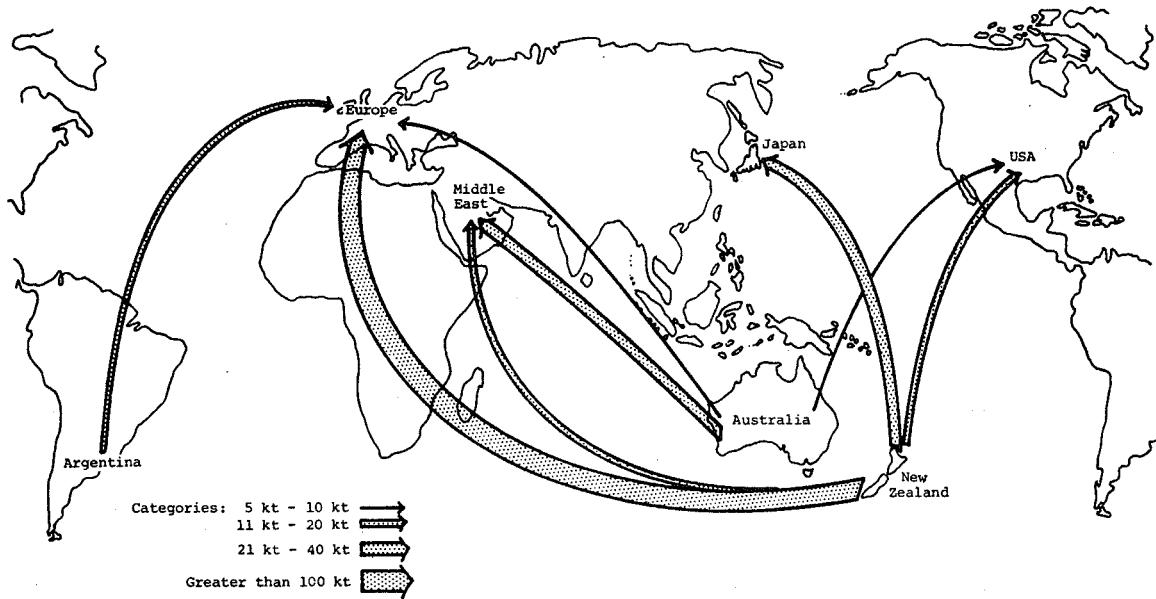 Europe
Japan
USA
Middle
East
Australia
Argentina
New
Zealand
Categories: 5 kt - 10 kt
11 kt - 20 kt
21 kt - 40 kt
Greater than 100 kt